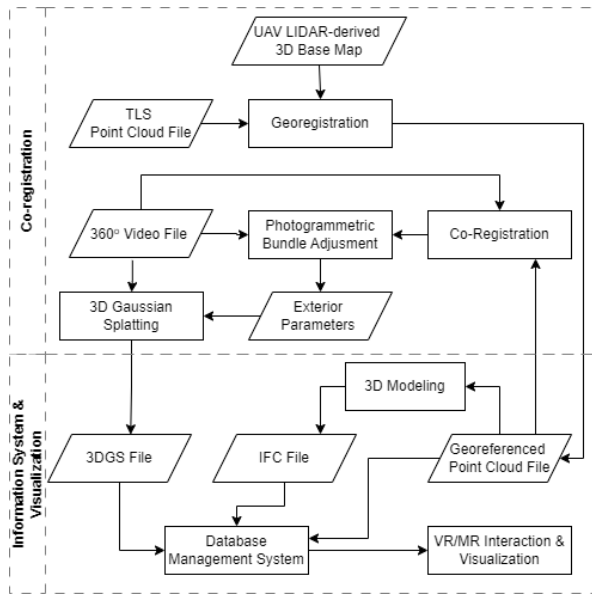 UAV LIDAR-derived
3D Base Map
TLS
Point Cloud File
Georegistration
Co-registration
360° Video File
Photogrammetric
Bundle Adjusment
Co-Registration
3D Gaussian
Splatting
Exterior
Parameters
3D Modeling
Information System &
Visualization
3DGS File
IFC File
Georeferenced
Point Cloud File
Database
Management System
VR/MR Interaction &
Visualization